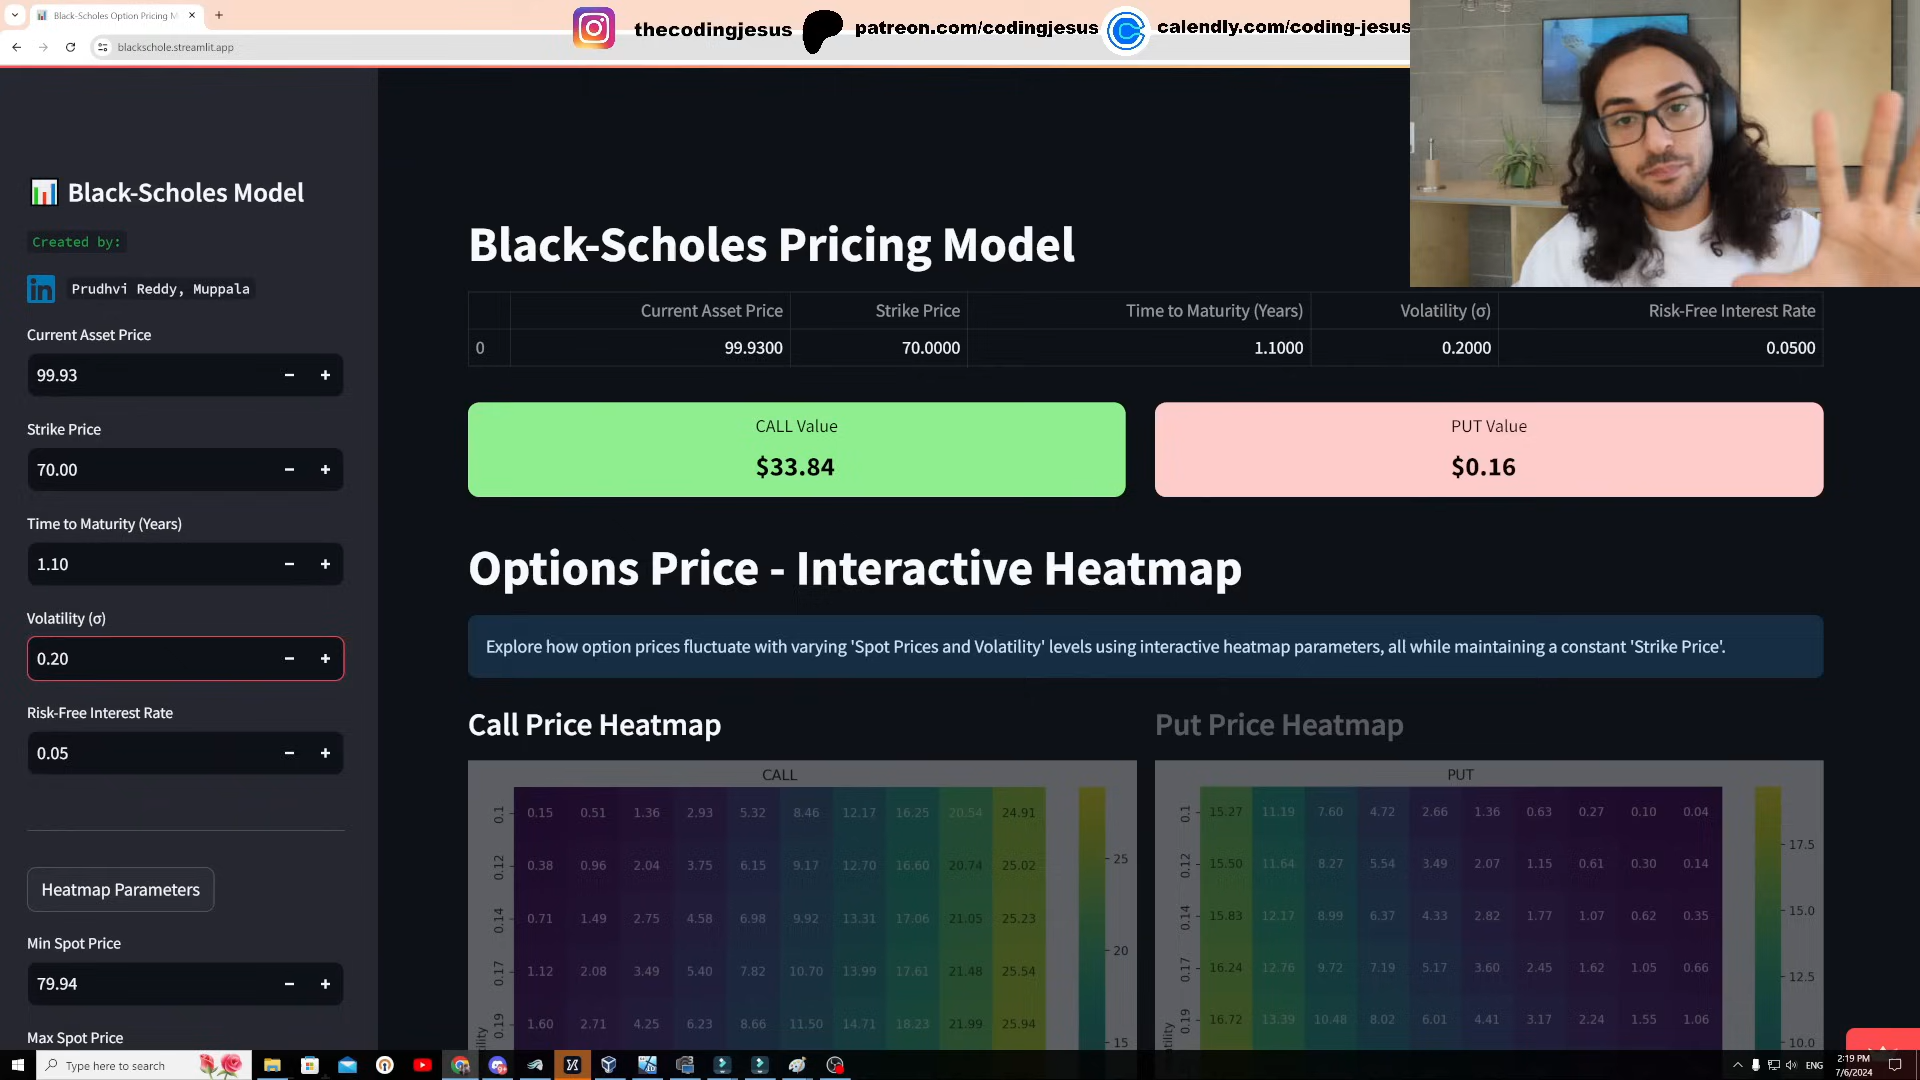 Black-Scholes Option Pricing M
thecodingjesus
patreon.com/codingjesus
calendly.com/coding-jesus
blackschole.streamlit.app
Black-Scholes Model
Created by:
in Prudhvi Reddy, Muppala
Current Asset Price
99.93
Strike Price
70.00
Time to Maturity (Years)
1.10
Volatility (σ)
0.20
Risk-Free Interest Rate
0.05
Heatmap Parameters
Min Spot Price
79.94
Max Spot Price
Black-Scholes Pricing Model
Current Asset Price Strike Price Time to Maturity (Years) Volatility (σ) Risk-Free Interest Rate
0 99.9300 70.0000 1.1000 0.2000 0.0500
CALL Value
$33.84
PUT Value
$0.16
Options Price - Interactive Heatmap
Explore how option prices fluctuate with varying 'Spot Prices and Volatility' levels using interactive heatmap parameters, all while maintaining a constant 'Strike Price'.
Call Price Heatmap
CALL
0.1 0.15 0.51 1.36 2.93 5.32 8.46 12.17 16.25 20.54 24.91
0.12 0.38 0.96 2.04 3.75 6.15 9.17 12.70 16.60 20.74 25.02
0.14 0.71 1.49 2.75 4.58 6.98 9.92 13.31 17.06 21.05 25.23
0.17 1.12 2.08 3.49 5.40 7.82 10.70 13.99 17.61 21.48 25.54
0.19 1.60 2.71 4.25 6.23 8.66 11.50 14.71 18.23 21.99 25.94
25
20
15
Put Price Heatmap
PUT
0.1 15.27 11.19 7.60 4.72 2.66 1.36 0.63 0.27 0.10 0.04
0.12 15.50 11.64 8.27 5.54 3.49 2.07 1.15 0.61 0.30 0.14
0.14 15.83 12.17 8.99 6.37 4.33 2.82 1.77 1.07 0.62 0.35
0.17 16.24 12.76 9.72 7.19 5.17 3.60 2.45 1.62 1.05 0.66
0.19 16.72 13.39 10.48 8.02 6.01 4.41 3.17 2.24 1.55 1.06
17.5
15.0
12.5
10.0
Type here to search
ENG
2:19 PM
7/6/2024